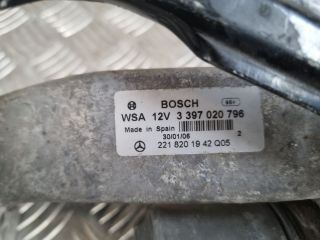 BOSCH
WSA 12V 3 397 020 796
Made in Spain
30/01/06 2
221 820 19 42 Q05